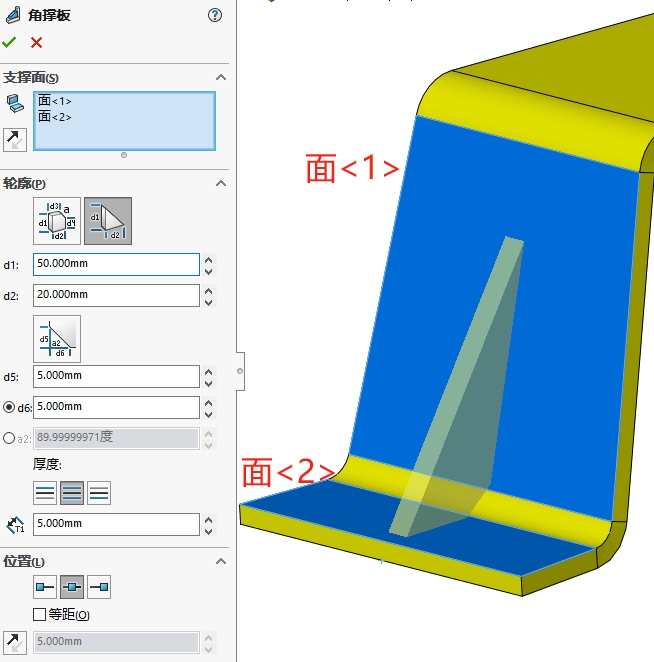 角撑板
支撑面(S)
面<1>
面<2>
轮廓(P)
d3 a
d1 d4
d2
d1
d2
d1: 50.000mm
d2: 20.000mm
d5 a2
d6
d5: 5.000mm
d6: 5.000mm
a2: 89.99999971度
厚度:
T1 5.000mm
位置(L)
等距(O)
5.000mm
面<1>
面<2>